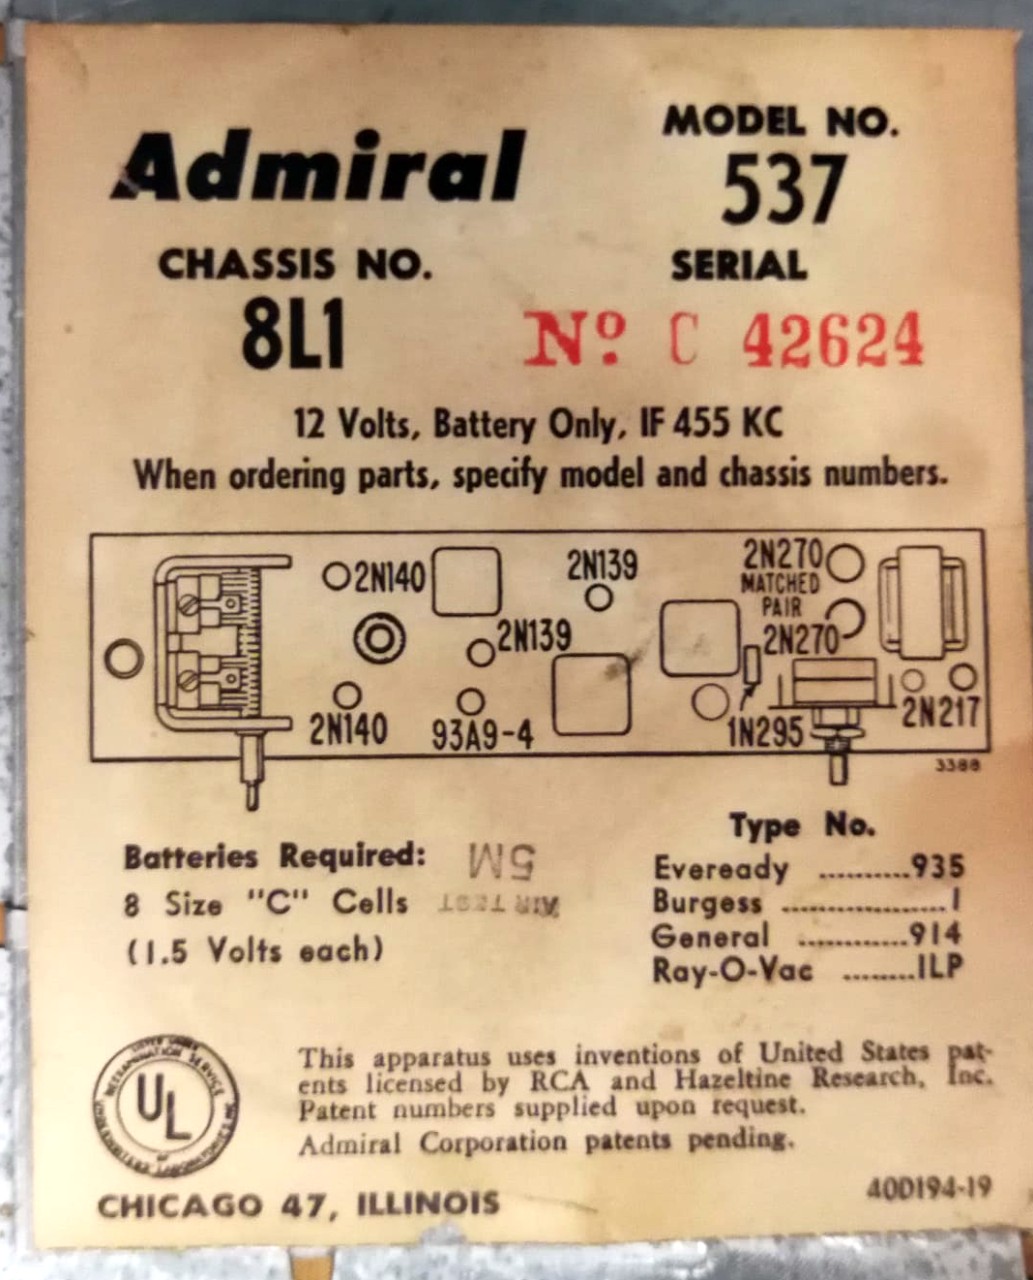 Admiral
MODEL NO.
537
CHASSIS NO.
8L1
SERIAL
Nº C 42624
12 Volts, Battery Only, IF 455 KC
When ordering parts, specify model and chassis numbers.
2N140
2N139
2N270
MATCHED
PAIR
2N270
2N139
2N140
93A9-4
1N295
2N217
3388
Batteries Required:
8 Size "C" Cells
(1.5 Volts each)
5M
AIR TEST
Type No.
Eveready ..........935
Burgess ..................1
General ............914
Ray-O-Vac ........1LP
UL
This apparatus uses inventions of United States pat-
ents licensed by RCA and Hazeltine Research, Inc.
Patent numbers supplied upon request.
Admiral Corporation patents pending.
CHICAGO 47, ILLINOIS
40D194-19